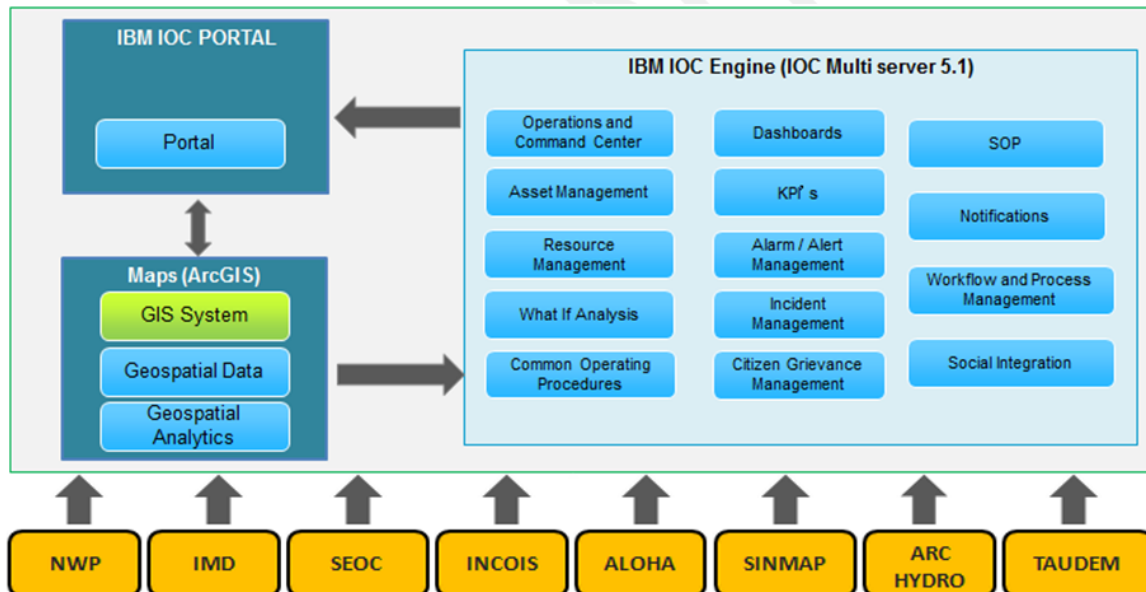 IBM IOC PORTAL
Portal
Maps (ArcGIS)
GIS System
Geospatial Data
Geospatial
Analytics
IBM IOC Engine (IOC Multi server 5.1)
Operations and
Command Center
Asset Management
Resource
Management
What If Analysis
Common Operating
Procedures
Dashboards
KPI's
Alarm / Alert
Management
Incident
Management
Citizen Grievance
Management
SOP
Notifications
Workflow and Process
Management
Social Integration
NWP
IMD
SEOC
INCOIS
ALOHA
SINMAP
ARC
HYDRO
TAUDEM